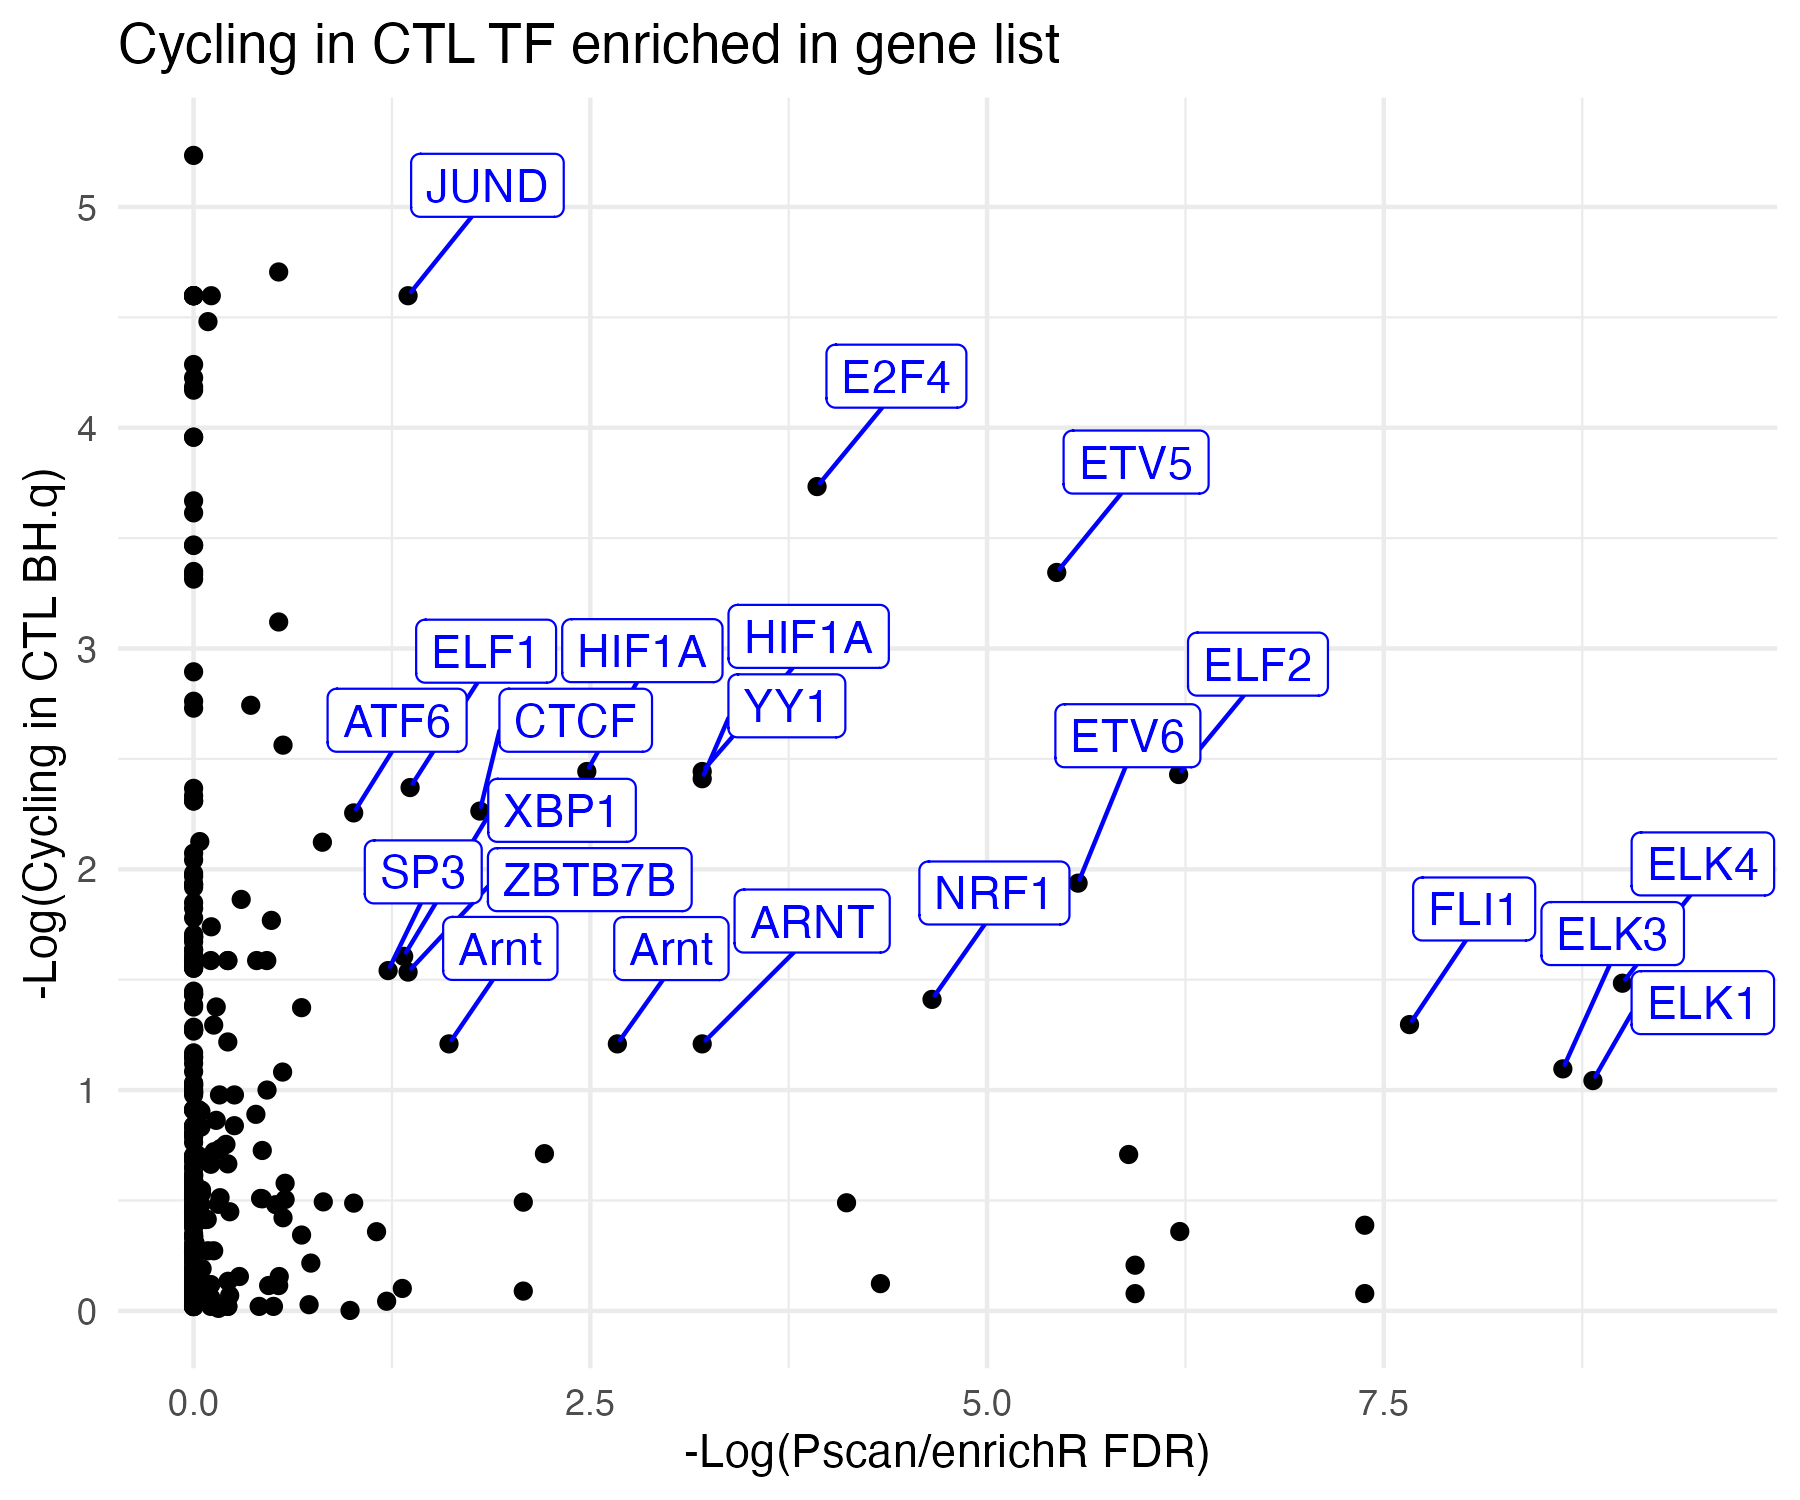 Cycling in CTL TF enriched in gene list
-Log(Cycling in CTL BH.q)
5
4
3
2
1
0
JUND
E2F4
ETV5
ELF1
HIF1A
HIF1A
ELF2
ATF6
CTCF
YY1
ETV6
XBP1
SP3
ZBTB7B
NRF1
ELK4
ARNT
FLI1
Arnt
Arnt
ELK3
ELK1
0.0
2.5
5.0
7.5
-Log(Pscan/enrichR FDR)